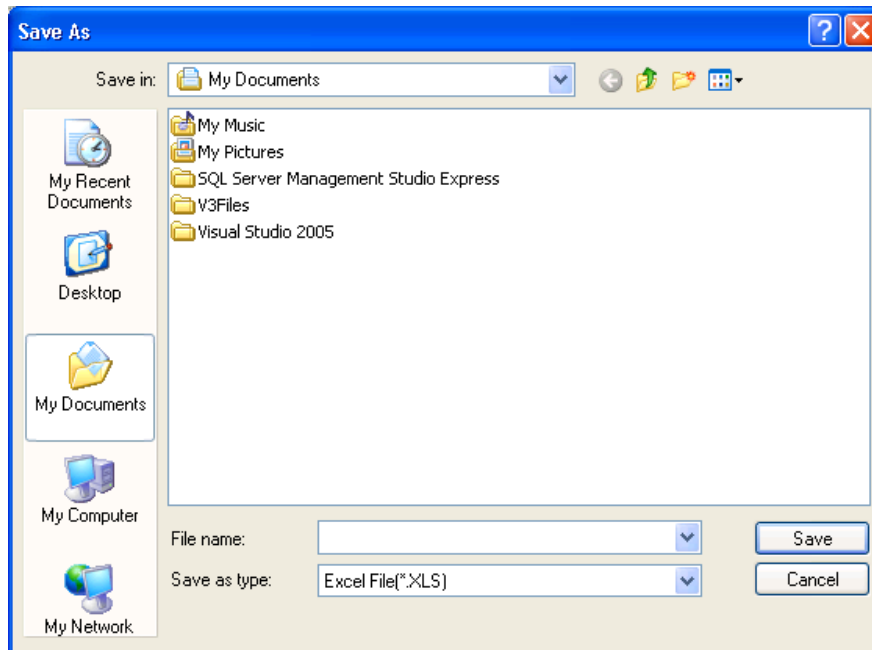 Save As
Save in:
My Documents
My Recent
Documents
Desktop
My Documents
My Computer
My Network
My Music
My Pictures
SQL Server Management Studio Express
V3Files
Visual Studio 2005
File name:
Save
Save as type:
Excel File(*.XLS)
Cancel